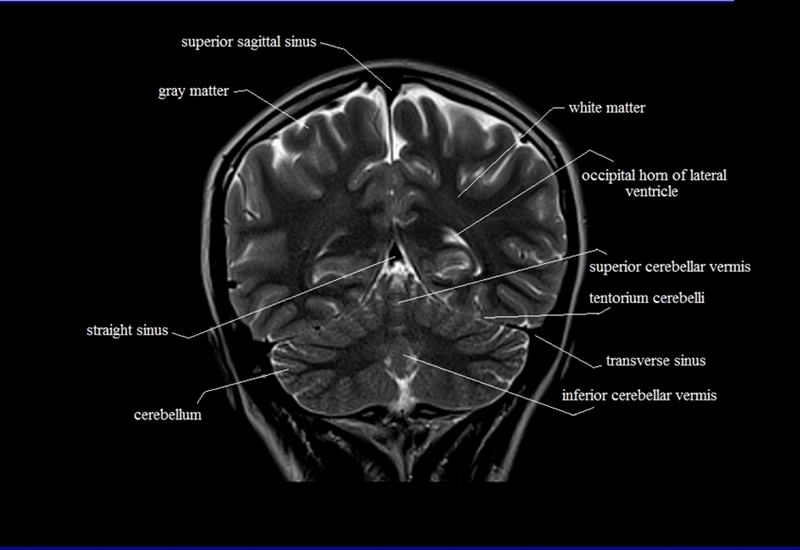 superior sagittal sinus
gray matter
white matter
occipital horn of lateral
ventricle
superior cerebellar vermis
tentorium cerebelli
straight sinus
transverse sinus
inferior cerebellar vermis
cerebellum